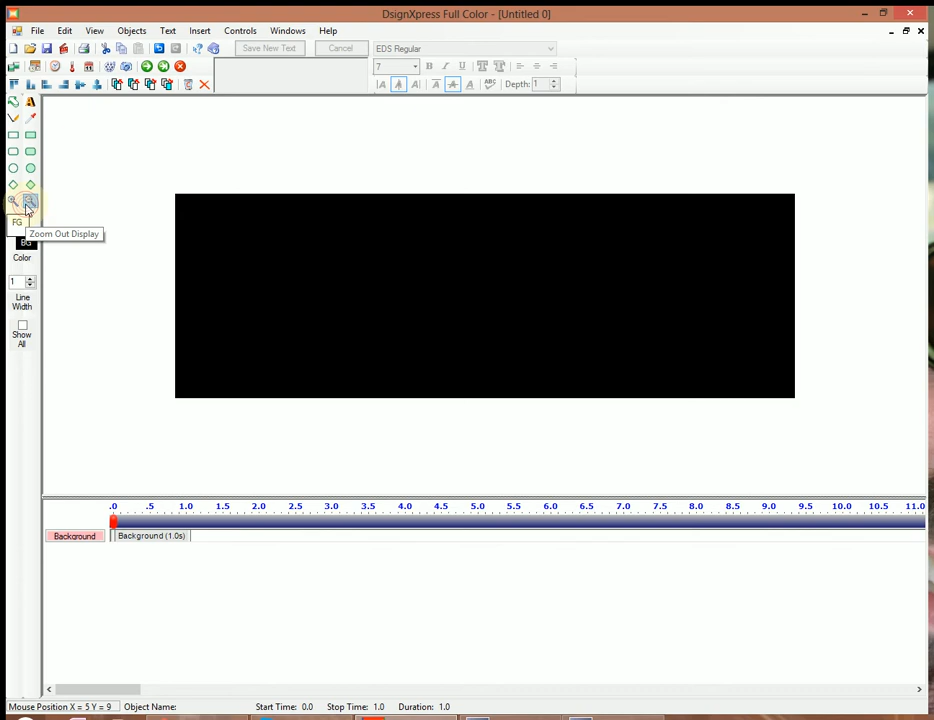 DsignXpress Full Color - [Untitled 0]
File Edit View Objects Text Insert Controls Windows Help
Save New Text Cancel EDS Regular
7 B I U
Depth: 1
FG
Zoom Out Display
BG
Color
1
Line
Width
Show
All
.0 .5 1.0 1.5 2.0 2.5 3.0 3.5 4.0 4.5 5.0 5.5 6.0 6.5 7.0 7.5 8.0 8.5 9.0 9.5 10.0 10.5 11.0
Background Background (1.0s)
Mouse Position X = 5 Y = 9 Object Name: Start Time: 0.0 Stop Time: 1.0 Duration: 1.0